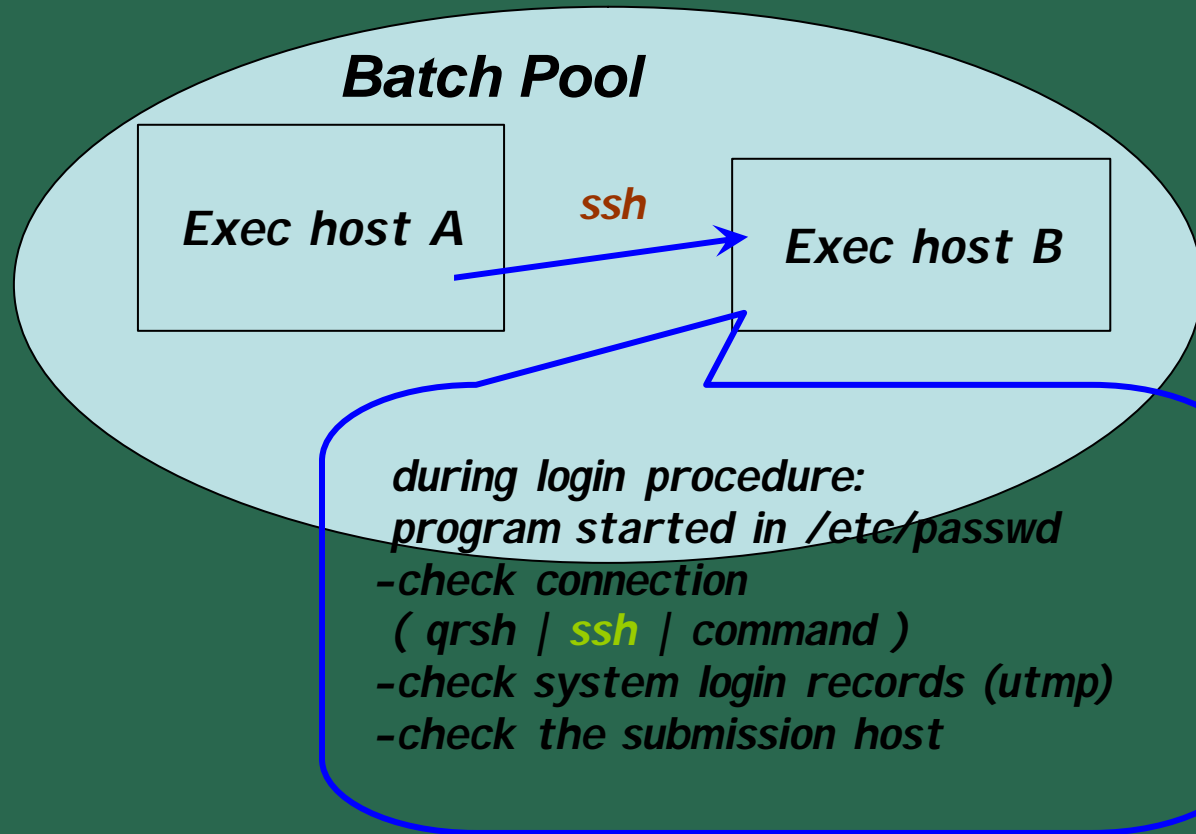 Batch Pool
Exec host A
ssh
Exec host B
during login procedure:
program started in /etc/passwd
-check connection
( qrsh | ssh | command )
-check system login records (utmp)
-check the submission host